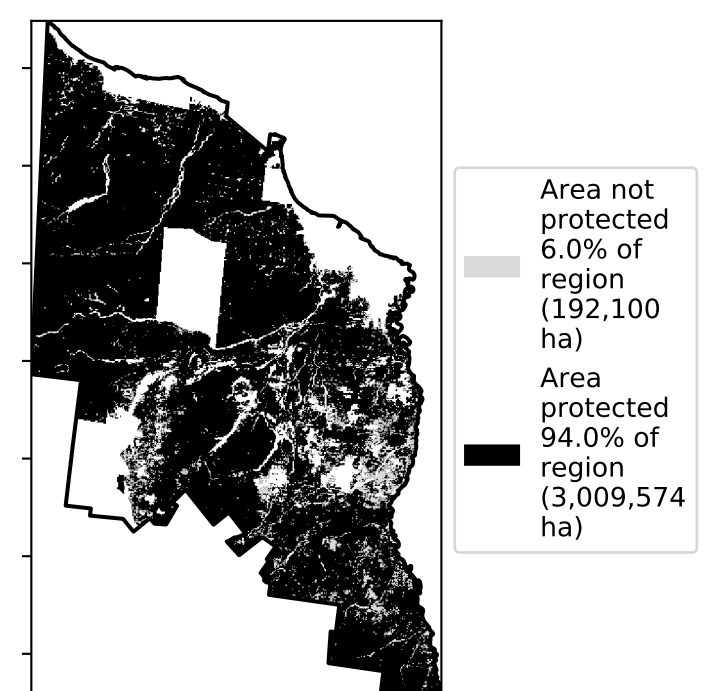 Area not
protected
6.0% of
region
(192,100
ha)
Area
protected
94.0% of
region
(3,009,574
ha)